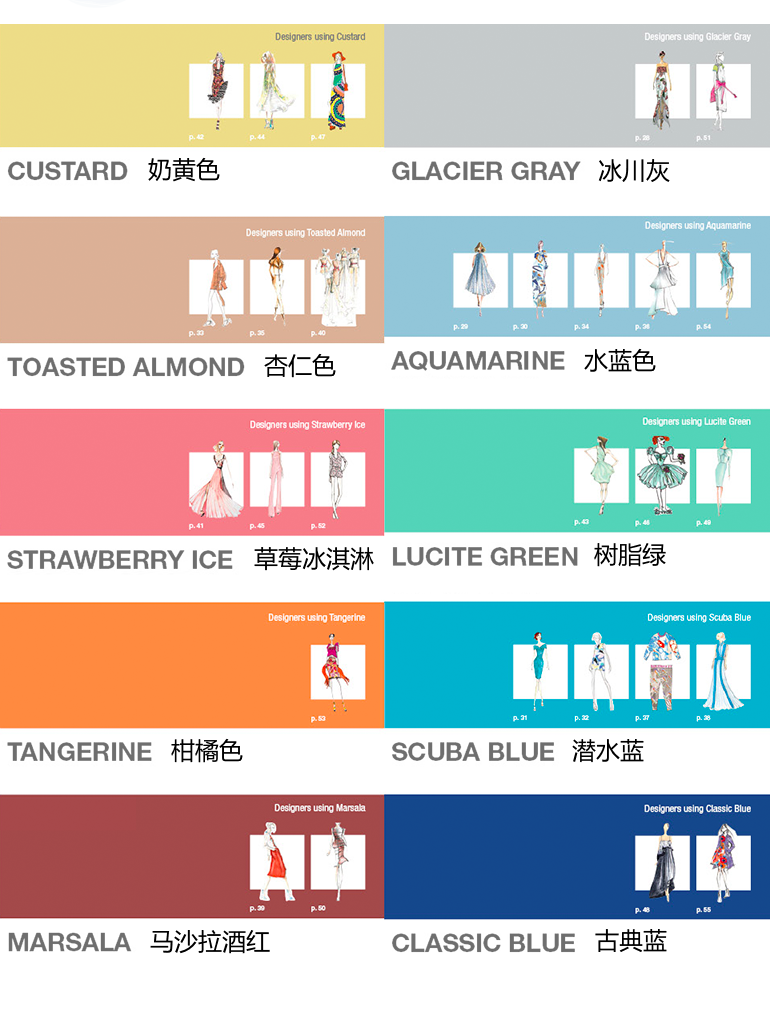 Designers using Custard
p. 42 p. 44 p. 47
CUSTARD 奶黄色
Designers using Glacier Gray
p. 28 p. 51
GLACIER GRAY 冰川灰
Designers using Toasted Almond
p. 33 p. 35 p. 40
TOASTED ALMOND 杏仁色
Designers using Aquamarine
p. 29 p. 30 p. 34 p. 36 p. 54
AQUAMARINE 水蓝色
Designers using Strawberry Ice
p. 41 p. 45 p. 52
STRAWBERRY ICE 草莓冰淇淋
Designers using Lucite Green
p. 43 p. 46 p. 49
LUCITE GREEN 树脂绿
Designers using Tangerine
p. 53
TANGERINE 柑橘色
Designers using Scuba Blue
p. 31 p. 32 p. 37 p. 38
SCUBA BLUE 潜水蓝
Designers using Marsala
p. 39 p. 50
MARSALA 马沙拉酒红
Designers using Classic Blue
p. 48 p. 55
CLASSIC BLUE 古典蓝